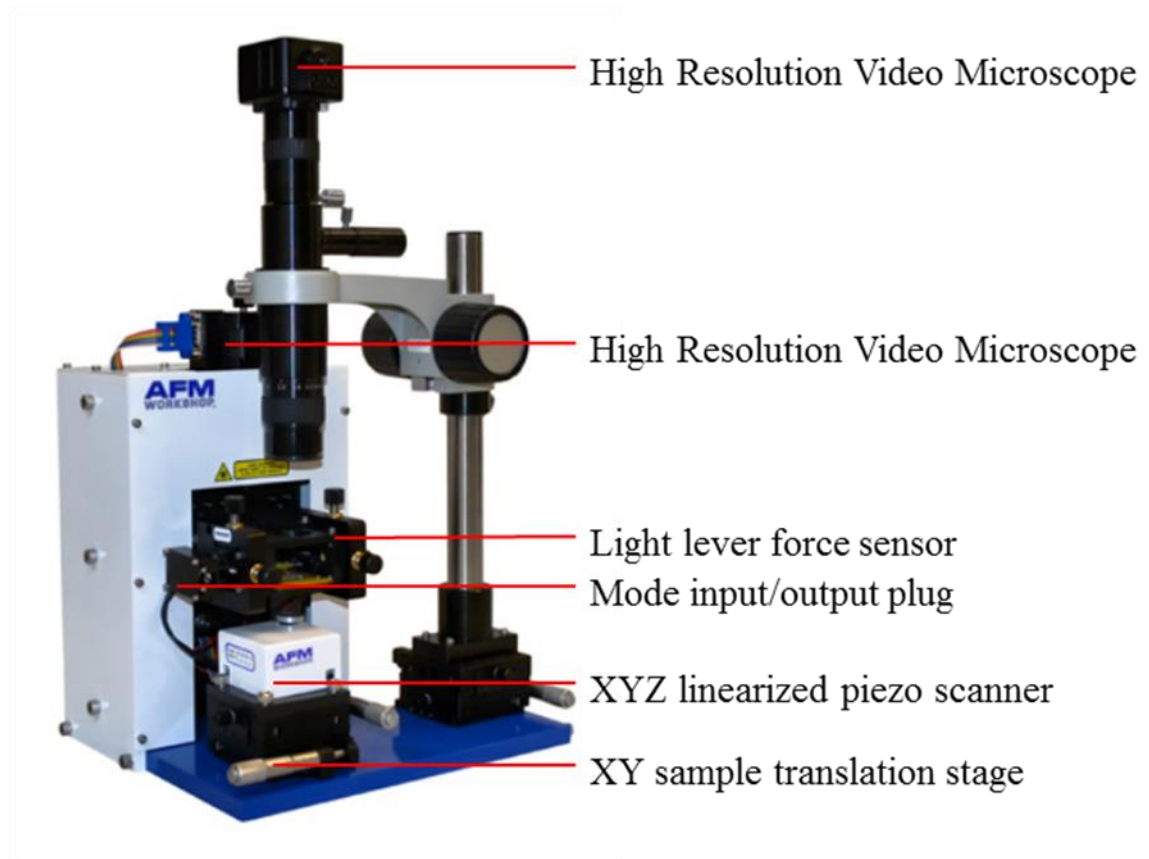 High Resolution Video Microscope
High Resolution Video Microscope
AFM
WORKSHOP
Light lever force sensor
Mode input/output plug
AFM
WORKSHOP
XYZ linearized piezo scanner
XY sample translation stage